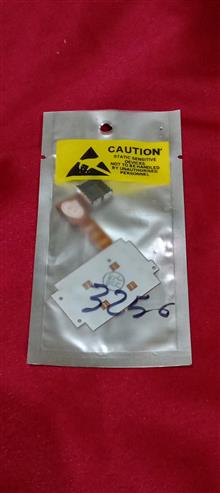 CAUTION
STATIC SENSITIVE
DEVICES
NOT TO BE HANDLED
BY UNAUTHORISED
PERSONNEL
3256